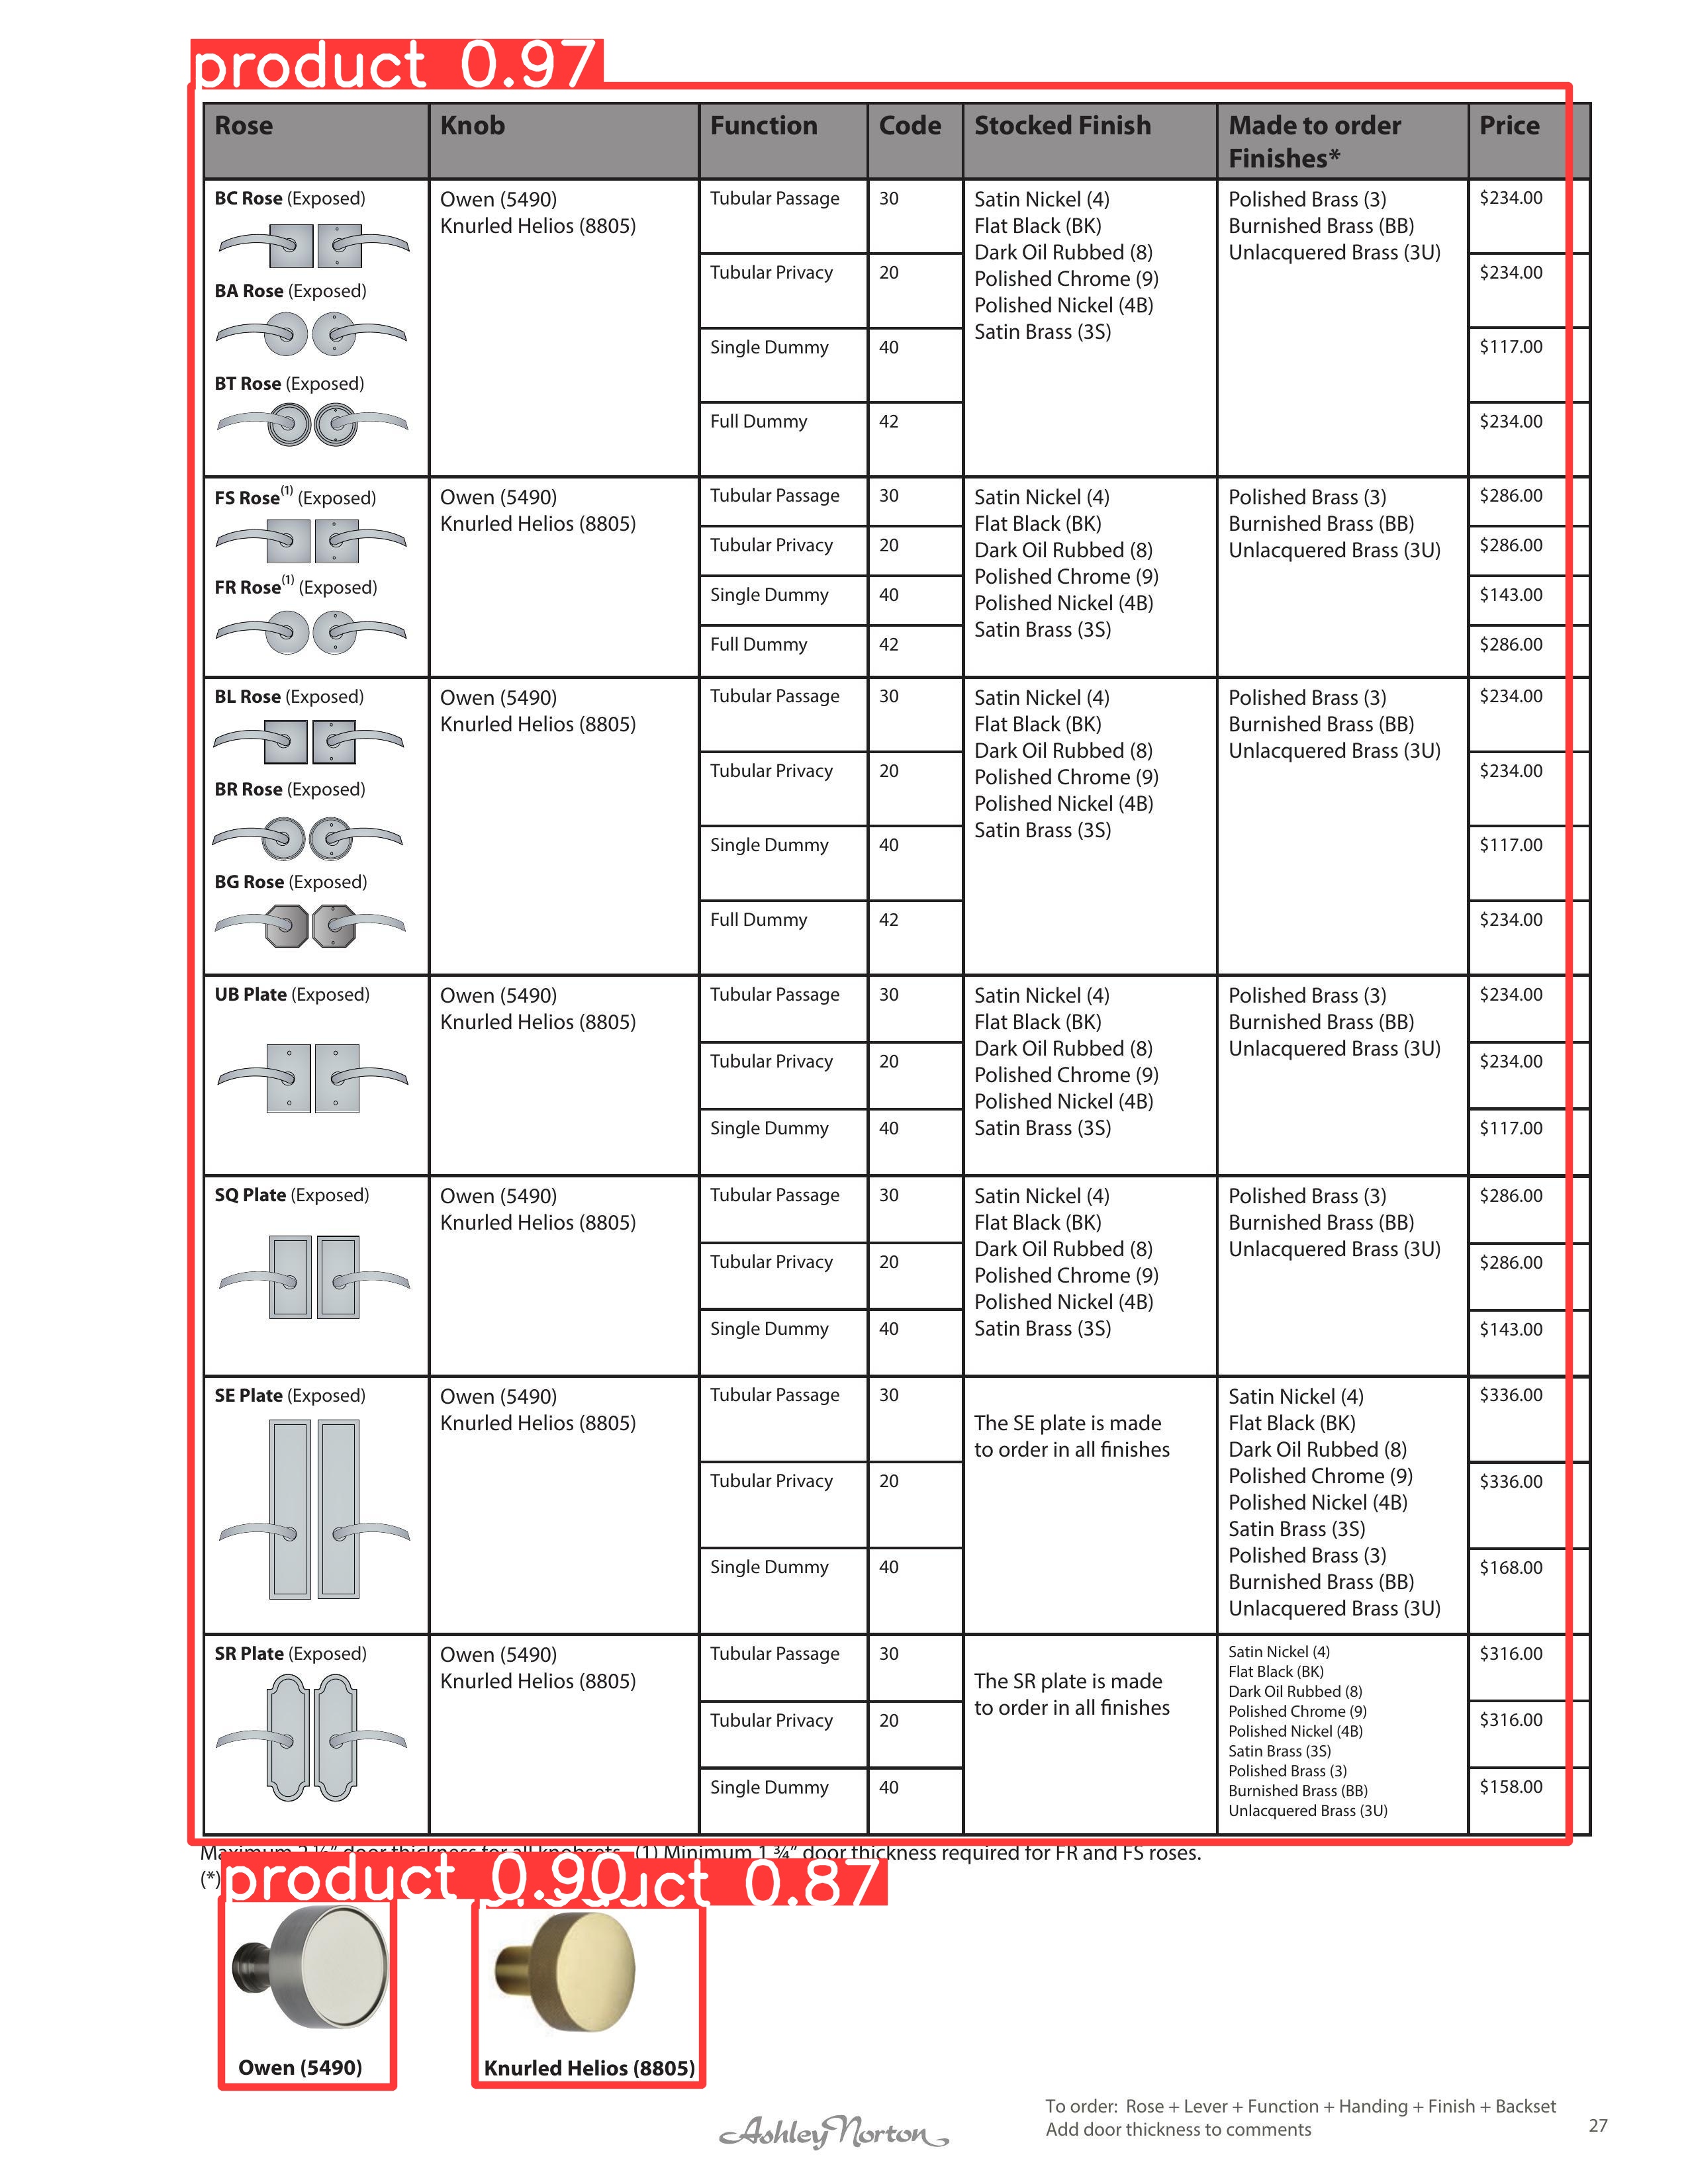 product 0.97
Rose Knob Function Code Stocked Finish Made to order Finishes* Price
BC Rose (Exposed)
BA Rose (Exposed)
BT Rose (Exposed)
Owen (5490)
Knurled Helios (8805)
Tubular Passage 30
Tubular Privacy 20
Single Dummy 40
Full Dummy 42
Satin Nickel (4)
Flat Black (BK)
Dark Oil Rubbed (8)
Polished Chrome (9)
Polished Nickel (4B)
Satin Brass (3S)
Polished Brass (3)
Burnished Brass (BB)
Unlacquered Brass (3U)
$234.00
$234.00
$117.00
$234.00
FS Rose(1) (Exposed)
FR Rose(1) (Exposed)
Owen (5490)
Knurled Helios (8805)
Tubular Passage 30
Tubular Privacy 20
Single Dummy 40
Full Dummy 42
Satin Nickel (4)
Flat Black (BK)
Dark Oil Rubbed (8)
Polished Chrome (9)
Polished Nickel (4B)
Satin Brass (3S)
Polished Brass (3)
Burnished Brass (BB)
Unlacquered Brass (3U)
$286.00
$286.00
$143.00
$286.00
BL Rose (Exposed)
BR Rose (Exposed)
BG Rose (Exposed)
Owen (5490)
Knurled Helios (8805)
Tubular Passage 30
Tubular Privacy 20
Single Dummy 40
Full Dummy 42
Satin Nickel (4)
Flat Black (BK)
Dark Oil Rubbed (8)
Polished Chrome (9)
Polished Nickel (4B)
Satin Brass (3S)
Polished Brass (3)
Burnished Brass (BB)
Unlacquered Brass (3U)
$234.00
$234.00
$117.00
$234.00
UB Plate (Exposed)
Owen (5490)
Knurled Helios (8805)
Tubular Passage 30
Tubular Privacy 20
Single Dummy 40
Satin Nickel (4)
Flat Black (BK)
Dark Oil Rubbed (8)
Polished Chrome (9)
Polished Nickel (4B)
Satin Brass (3S)
Polished Brass (3)
Burnished Brass (BB)
Unlacquered Brass (3U)
$234.00
$234.00
$117.00
SQ Plate (Exposed)
Owen (5490)
Knurled Helios (8805)
Tubular Passage 30
Tubular Privacy 20
Single Dummy 40
Satin Nickel (4)
Flat Black (BK)
Dark Oil Rubbed (8)
Polished Chrome (9)
Polished Nickel (4B)
Satin Brass (3S)
Polished Brass (3)
Burnished Brass (BB)
Unlacquered Brass (3U)
$286.00
$286.00
$143.00
SE Plate (Exposed)
Owen (5490)
Knurled Helios (8805)
Tubular Passage 30
Tubular Privacy 20
Single Dummy 40
The SE plate is made
to order in all finishes
Satin Nickel (4)
Flat Black (BK)
Dark Oil Rubbed (8)
Polished Chrome (9)
Polished Nickel (4B)
Satin Brass (3S)
Polished Brass (3)
Burnished Brass (BB)
Unlacquered Brass (3U)
$336.00
$336.00
$168.00
SR Plate (Exposed)
Owen (5490)
Knurled Helios (8805)
Tubular Passage 30
Tubular Privacy 20
Single Dummy 40
The SR plate is made
to order in all finishes
Satin Nickel (4)
Flat Black (BK)
Dark Oil Rubbed (8)
Polished Chrome (9)
Polished Nickel (4B)
Satin Brass (3S)
Polished Brass (3)
Burnished Brass (BB)
Unlacquered Brass (3U)
$316.00
$316.00
$158.00
Maximum door thickness for all knobsets. (1) Minimum 1 ¾" door thickness required for FR and FS roses.
(*)
product 0.90 0.87
Owen (5490)
Knurled Helios (8805)
Ashley Norton
To order: Rose + Lever + Function + Handing + Finish + Backset
Add door thickness to comments
27